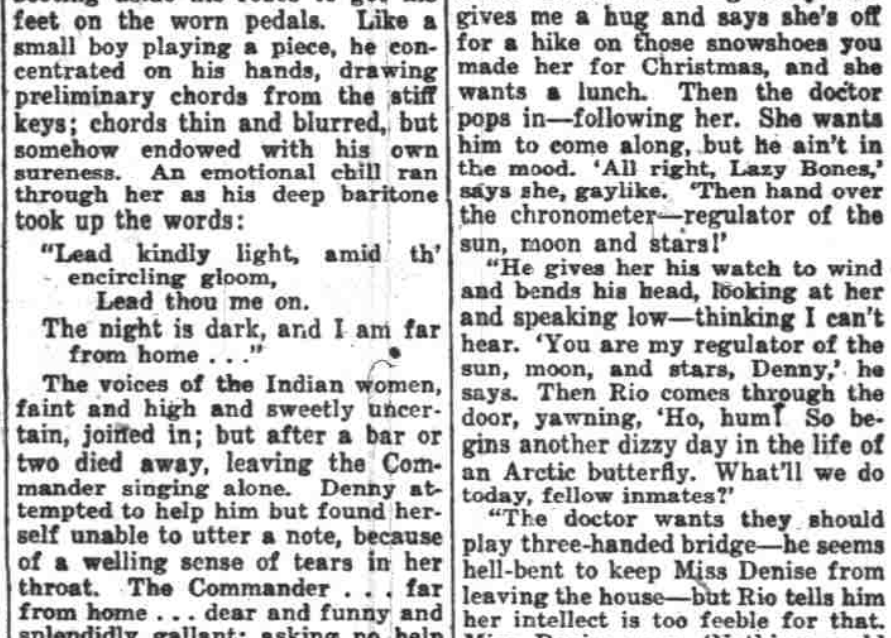 feet on the worn pedals. Like a
small boy playing a piece, he con-
centrated on his hands, drawing
preliminary chords from the stiff
keys; chords thin and blurred, but
somehow endowed with his own
sureness. An emotional chill ran
through her as his deep baritone
took up the words:
"Lead kindly light, amid th'
encircling gloom,
Lead thou me on.
The night is dark, and I am far
from home . . ."
The voices of the Indian women,
faint and high and sweetly uncer-
tain, joined in; but after a bar or
two died away, leaving the Com-
mander singing alone. Denny at-
tempted to help him but found her-
self unable to utter a note, because
of a welling sense of tears in her
throat. The Commander . . . far
from home . . . dear and funny and
splendidly gallant; asking no help
gives me a hug and says she's off
for a hike on those snowshoes you
made her for Christmas, and she
wants a lunch. Then the doctor
pops in—following her. She wants
him to come along, but he ain't in
the mood. 'All right, Lazy Bones,'
says she, gaylike. 'Then hand over
the chronometer—regulator of the
sun, moon and stars!'
"He gives her his watch to wind
and bends his head, looking at her
and speaking low—thinking I can't
hear. 'You are my regulator of the
sun, moon, and stars, Denny,' he
says. Then Rio comes through the
door, yawning, 'Ho, hum! So be-
gins another dizzy day in the life of
an Arctic butterfly. What'll we do
today, fellow inmates?'
"The doctor wants they should
play three-handed bridge—he seems
hell-bent to keep Miss Denise from
leaving the house—but Rio tells him
her intellect is too feeble for that.